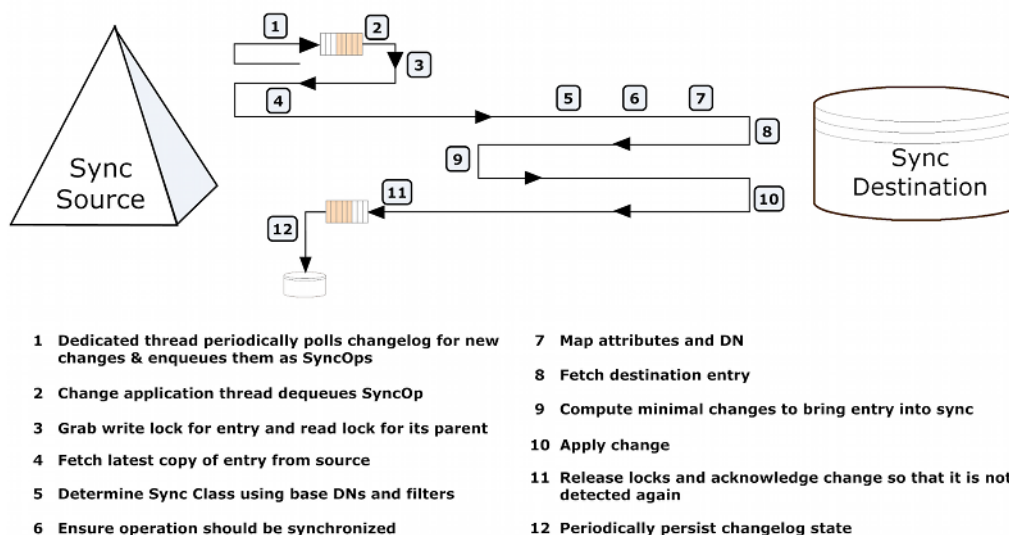 1
2
3
4
5
6
7
8
9
10
11
12
Sync
Source
Sync
Destination
1 Dedicated thread periodically polls changelog for new
changes & enqueues them as SyncOps
2 Change application thread dequeues SyncOp
3 Grab write lock for entry and read lock for its parent
4 Fetch latest copy of entry from source
5 Determine Sync Class using base DNs and filters
6 Ensure operation should be synchronized
7 Map attributes and DN
8 Fetch destination entry
9 Compute minimal changes to bring entry into sync
10 Apply change
11 Release locks and acknowledge change so that it is not
detected again
12 Periodically persist changelog state